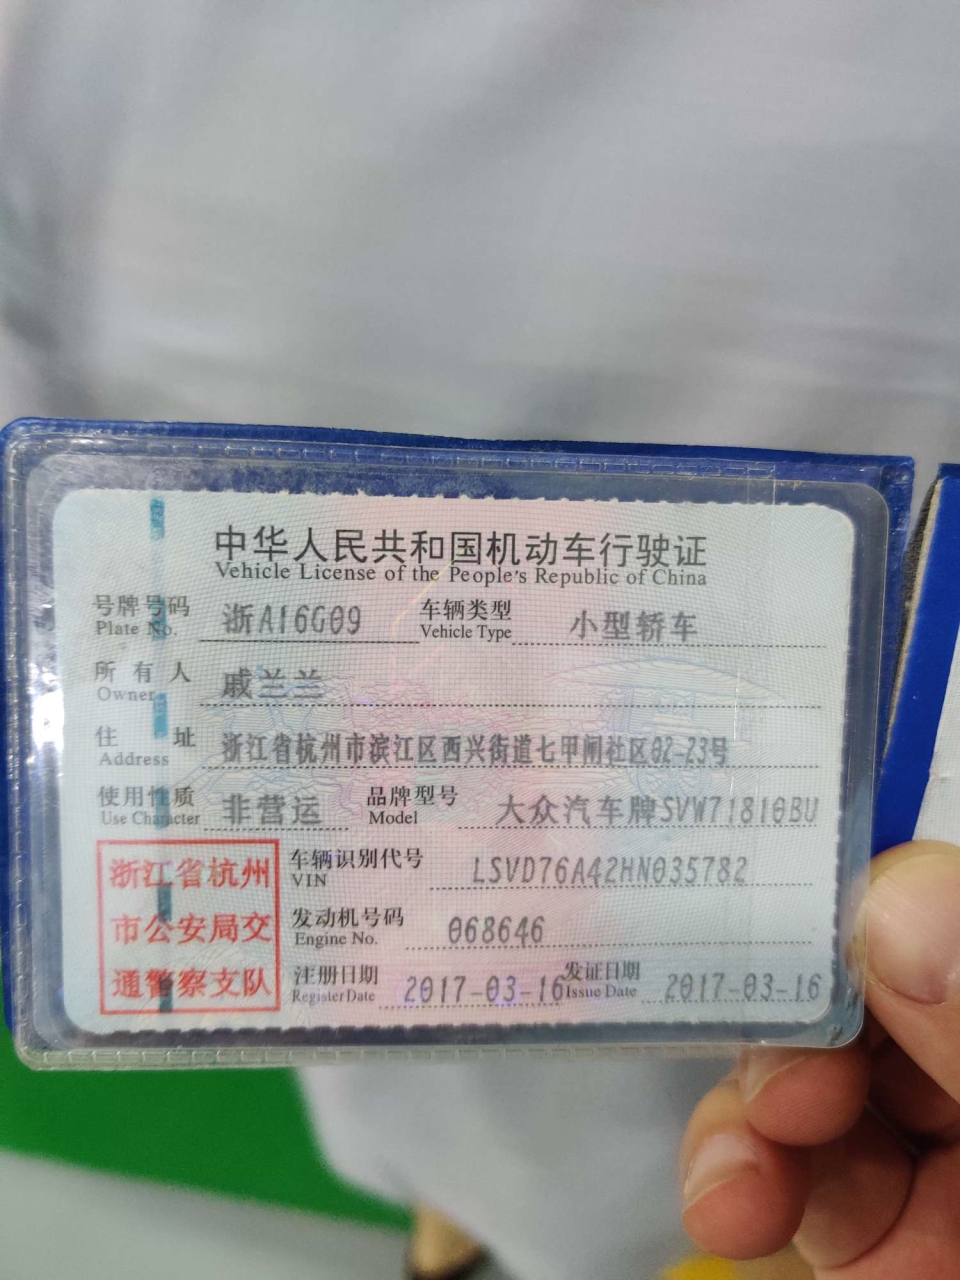 中华人民共和国机动车行驶证
Vehicle License of the People's Republic of China
号牌号码 浙A16G09 车辆类型 小型轿车
Plate No. Vehicle Type
所有人 戚兰兰
Owner
住址 浙江省杭州市滨江区西兴街道七甲闸社区02-23号
Address
使用性质 非营运 品牌型号 大众汽车牌SVW71810BU
Use Character Model
浙江省杭州
市公安局交
通警察支队
车辆识别代号 LSVD76A42HN035782
VIN
发动机号码 068646
Engine No.
注册日期 2017-03-16 发证日期 2017-03-16
Register Date Issue Date